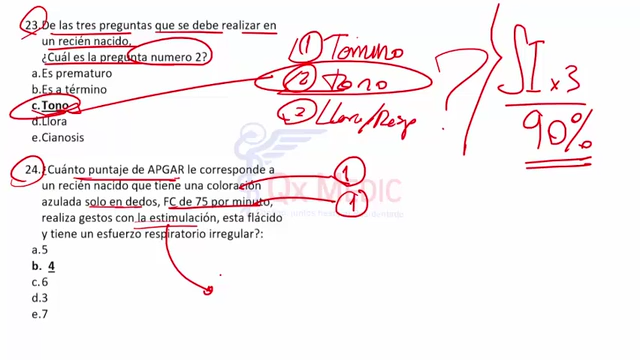 23.De las tres preguntas que se debe realizar en
un recién nacido,
¿Cuál es la pregunta numero 2?
a.Es prematuro
b.Es a término
c.Tono
d.Llora
e.Cianosis
① Término
② Tono
③ Llora/Resp
?
SI x 3
90%
24.¿Cuánto puntaje de APGAR le corresponde a
un recién nacido que tiene una coloración
azulada solo en dedos, FC de 75 por minuto,
realiza gestos con la estimulación, esta flácido
y tiene un esfuerzo respiratorio irregular?:
1
1
a.5
b. 4
c.6
d.3
e.7
Qx MEDIC